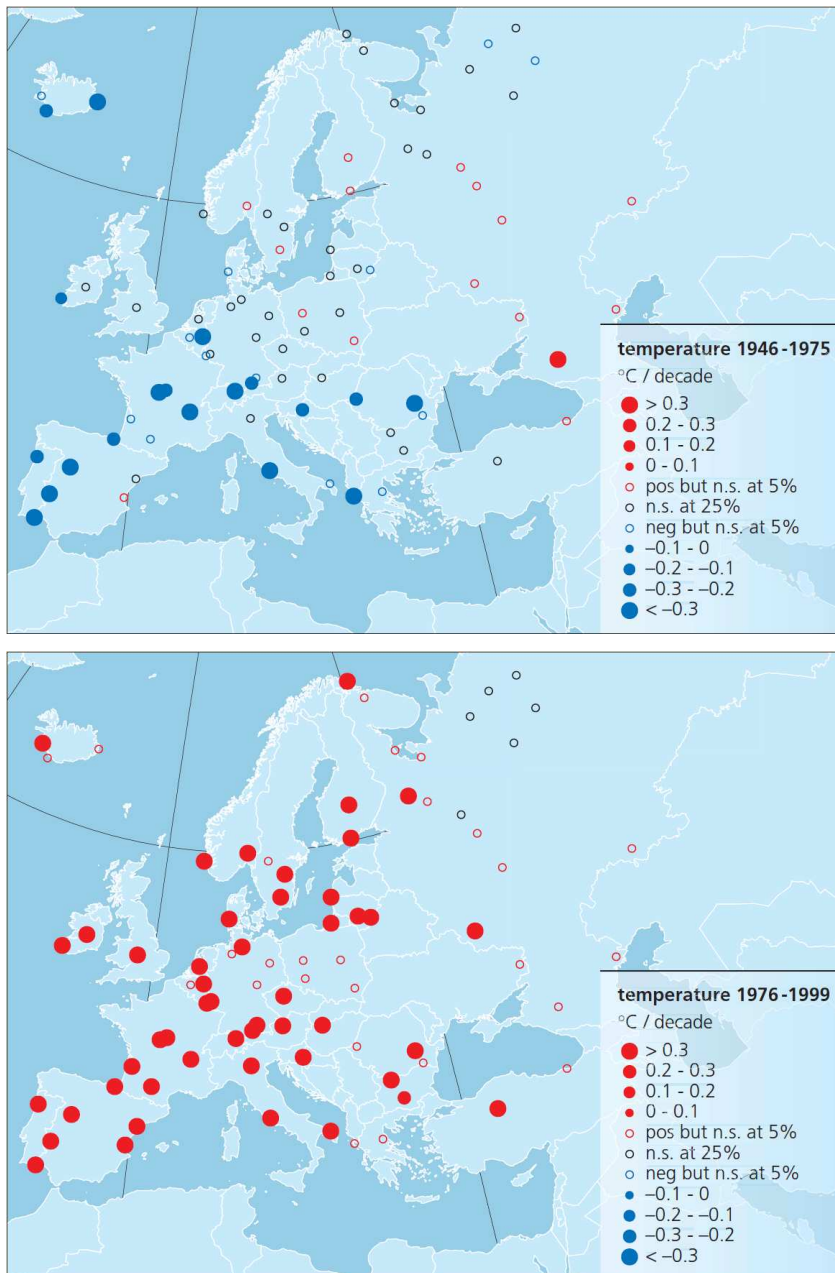 temperature 1946-1975
°C / decade
> 0.3
0.2 - 0.3
0.1 - 0.2
0 - 0.1
pos but n.s. at 5%
n.s. at 25%
neg but n.s. at 5%
–0.1 - 0
–0.2 - –0.1
–0.3 - –0.2
< –0.3
temperature 1976-1999
°C / decade
> 0.3
0.2 - 0.3
0.1 - 0.2
0 - 0.1
pos but n.s. at 5%
n.s. at 25%
neg but n.s. at 5%
–0.1 - 0
–0.2 - –0.1
–0.3 - –0.2
< –0.3